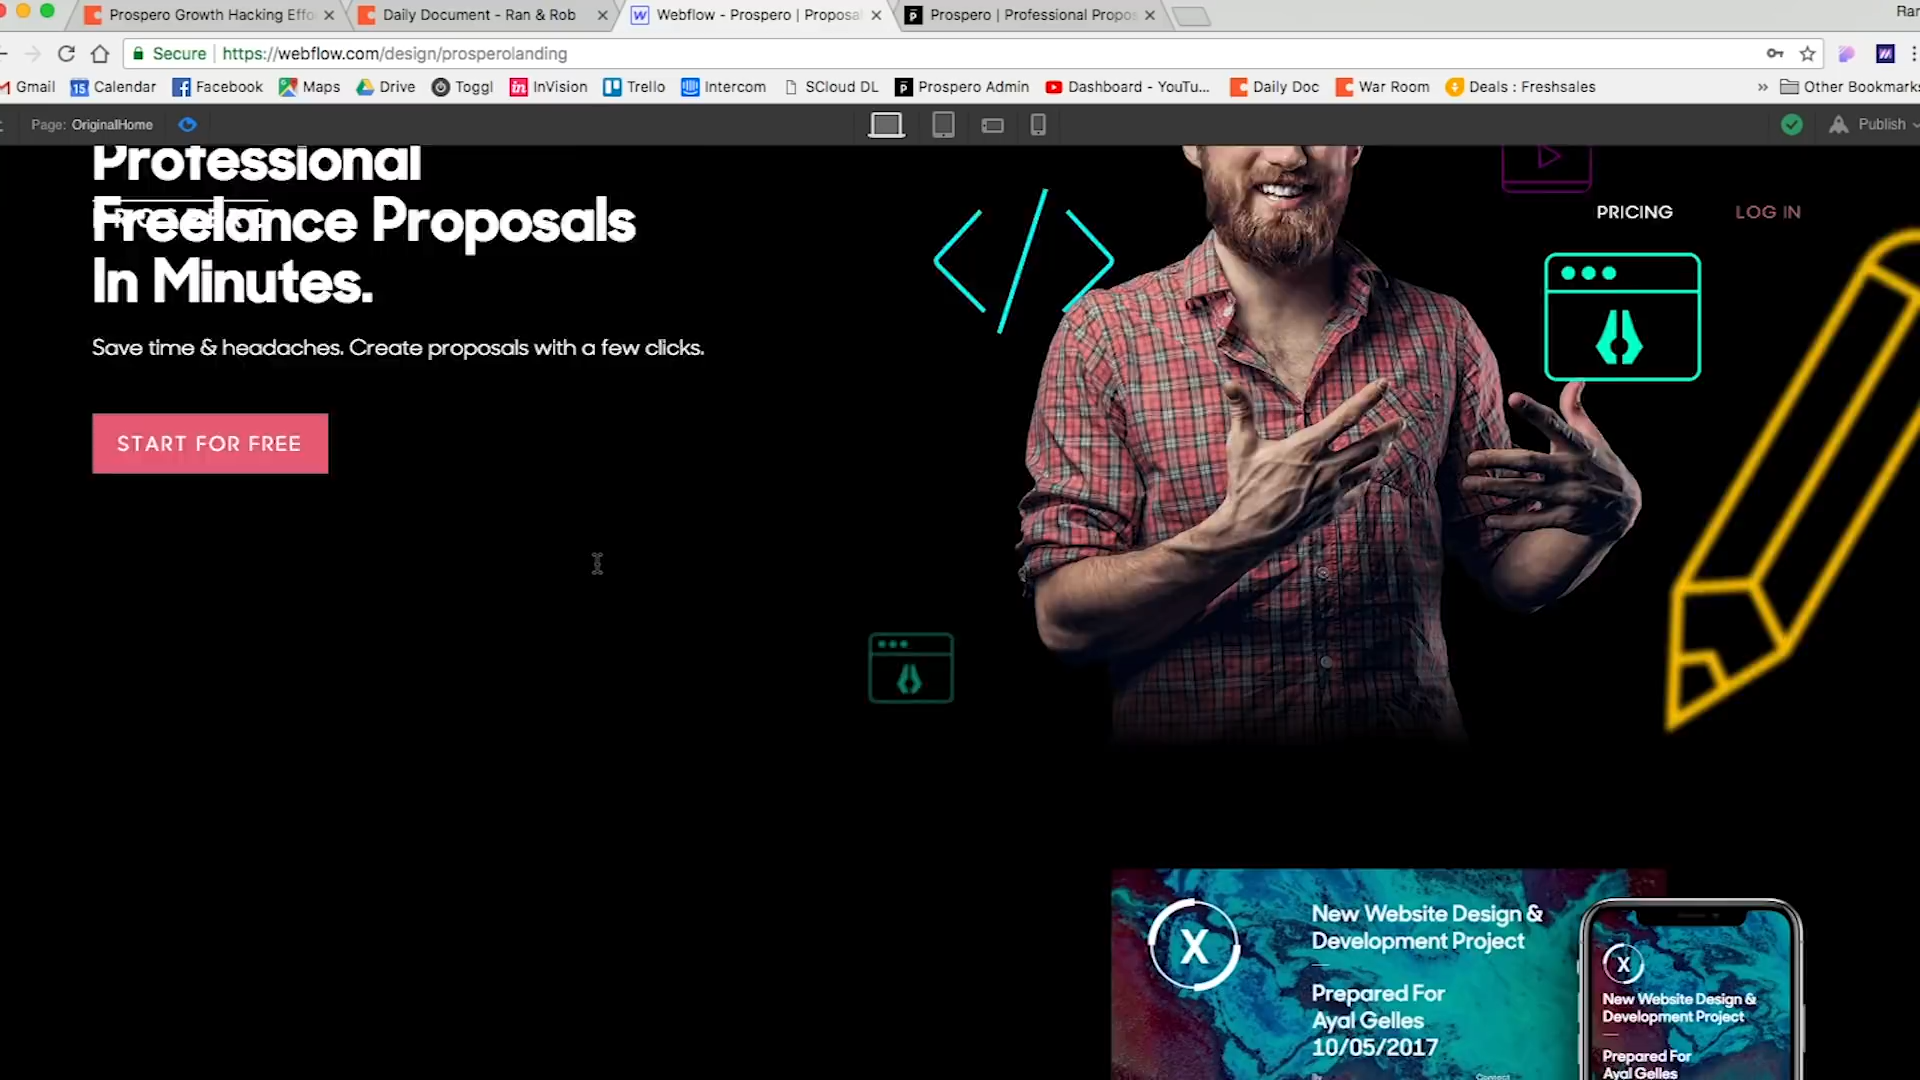 Prospero Growth Hacking Effo
Daily Document - Ran & Rob
Webflow - Prospero | Proposa
Prospero | Professional Propo
Ran
Secure
https://webflow.com/design/prosperolanding
Gmail
Calendar
Facebook
Maps
Drive
Toggl
InVision
Trello
Intercom
SCloud DL
Prospero Admin
Dashboard - YouTu...
Daily Doc
War Room
Deals : Freshsales
»
Other Bookmarks
Page: OriginalHome
Publish
Professional
Freelance Proposals
In Minutes.
PRICING
LOG IN
Save time & headaches. Create proposals with a few clicks.
START FOR FREE
X
New Website Design &
Development Project
Prepared For
Ayal Gelles
10/05/2017
By
Contact
X
New Website Design &
Development Project
Prepared For
Ayal Gelles